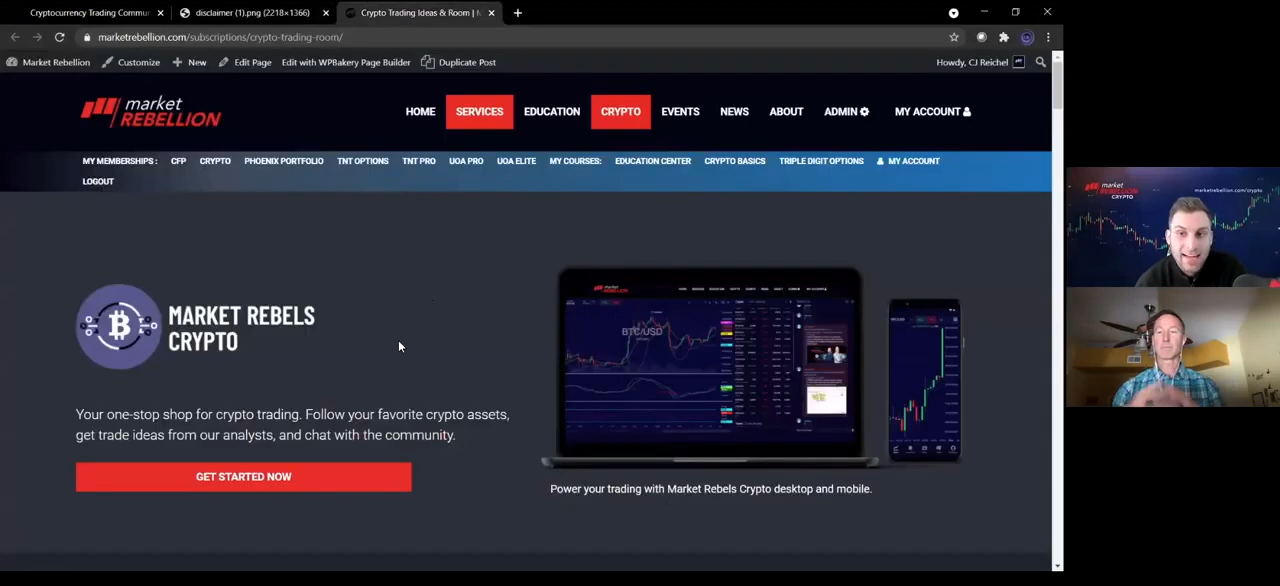 Cryptocurrency Trading Commu
disclaimer (1).png (2218×1366)
Crypto Trading Ideas & Room |
marketrebellion.com/subscriptions/crypto-trading-room/
Market Rebellion
Customize
New
Edit Page
Edit with WPBakery Page Builder
Duplicate Post
Howdy, CJ Reichel
market
REBELLION
HOME
SERVICES
EDUCATION
CRYPTO
EVENTS
NEWS
ABOUT
ADMIN
MY ACCOUNT
MY MEMBERSHIPS :
CFP
CRYPTO
PHOENIX PORTFOLIO
TNT OPTIONS
TNT PRO
UOA PRO
UOA ELITE
MY COURSES:
EDUCATION CENTER
CRYPTO BASICS
TRIPLE DIGIT OPTIONS
MY ACCOUNT
LOGOUT
market
REBELLION
CRYPTO
marketrebellion.com/crypto
MARKET REBELS
CRYPTO
BTC/USD
Your one-stop shop for crypto trading. Follow your favorite crypto assets,
get trade ideas from our analysts, and chat with the community.
GET STARTED NOW
Power your trading with Market Rebels Crypto desktop and mobile.